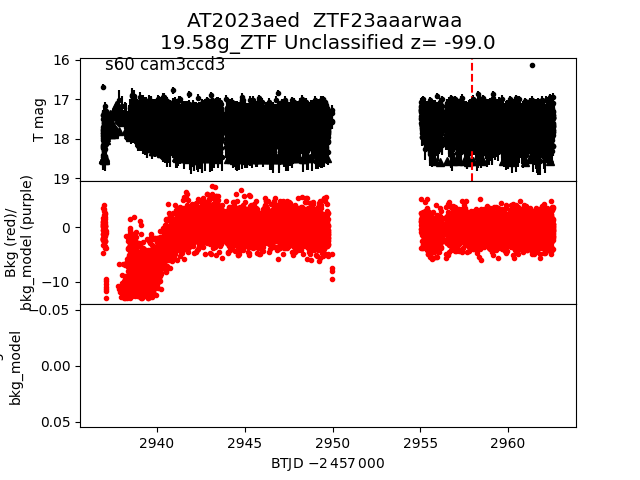 AT2023aed  ZTF23aaarwaa
19.58g_ZTF Unclassified z= -99.0
s60 cam3ccd3
16
17
18
19
T mag
0
−10
Bkg (red)/
bkg_model (purple)
−0.05
0.00
0.05
bkg_model
2940
2945
2950
2955
2960
BTJD −2 457 000